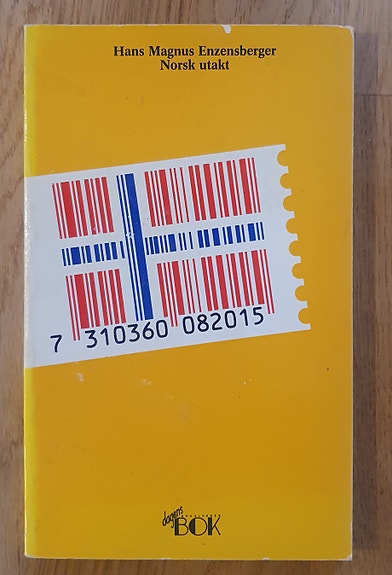 Hans Magnus Enzensberger
Norsk utakt
7 310360 082015
dagens
BOK